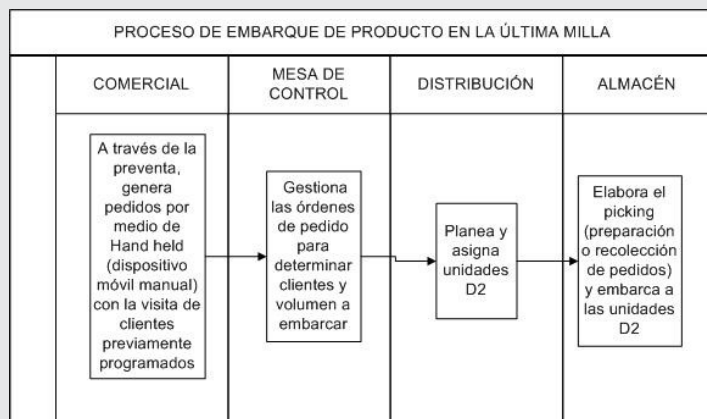 PROCESO DE EMBARQUE DE PRODUCTO EN LA ÚLTIMA MILLA
COMERCIAL
MESA DE
CONTROL
DISTRIBUCIÓN
ALMACÉN
A través de la
preventa,
genera
pedidos por
medio de
Hand held
(dispositivo
móvil manual)
con la visita de
clientes
previamente
programados
Gestiona
las órdenes
de pedido
para
determinar
clientes y
volumen a
embarcar
Planea y
asigna
unidades
D2
Elabora el
picking
(preparación
o recolección
de pedidos)
y embarca a
las unidades
D2